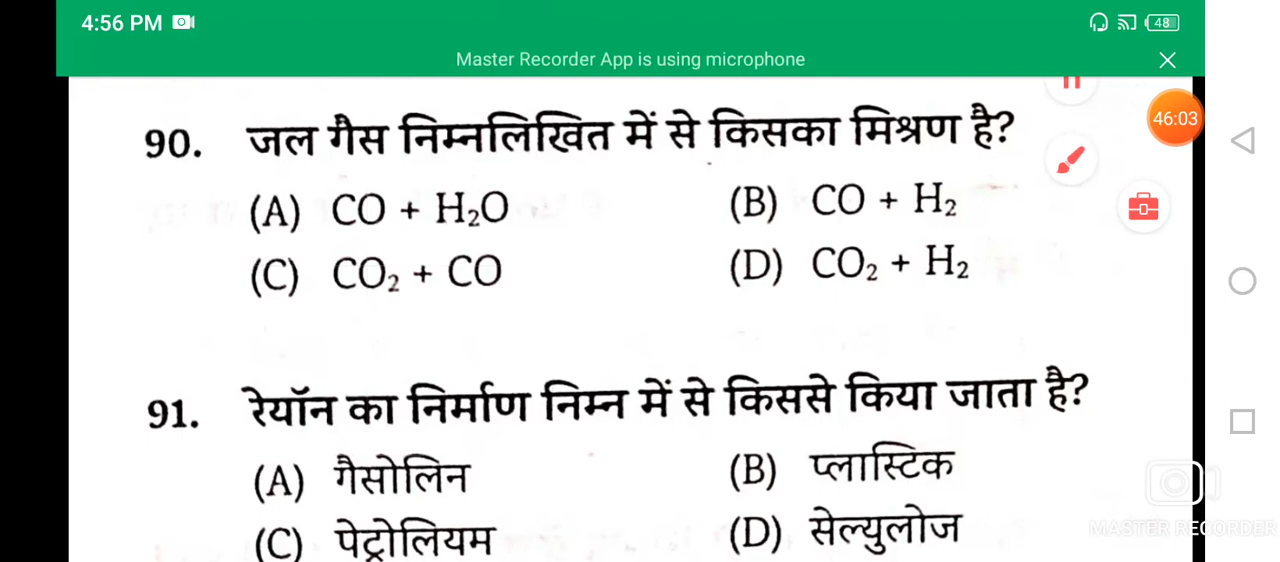 4:56 PM 48
Master Recorder App is using microphone
46:03
90. जल गैस निम्नलिखित में से किसका मिश्रण है?
(A) CO + H₂O (B) CO + H₂
(C) CO₂ + CO (D) CO₂ + H₂
91. रेयॉन का निर्माण निम्न में से किससे किया जाता है?
(A) गैसोलिन (B) प्लास्टिक
(C) पेट्रोलियम (D) सेल्युलोज
MASTER RECORDER